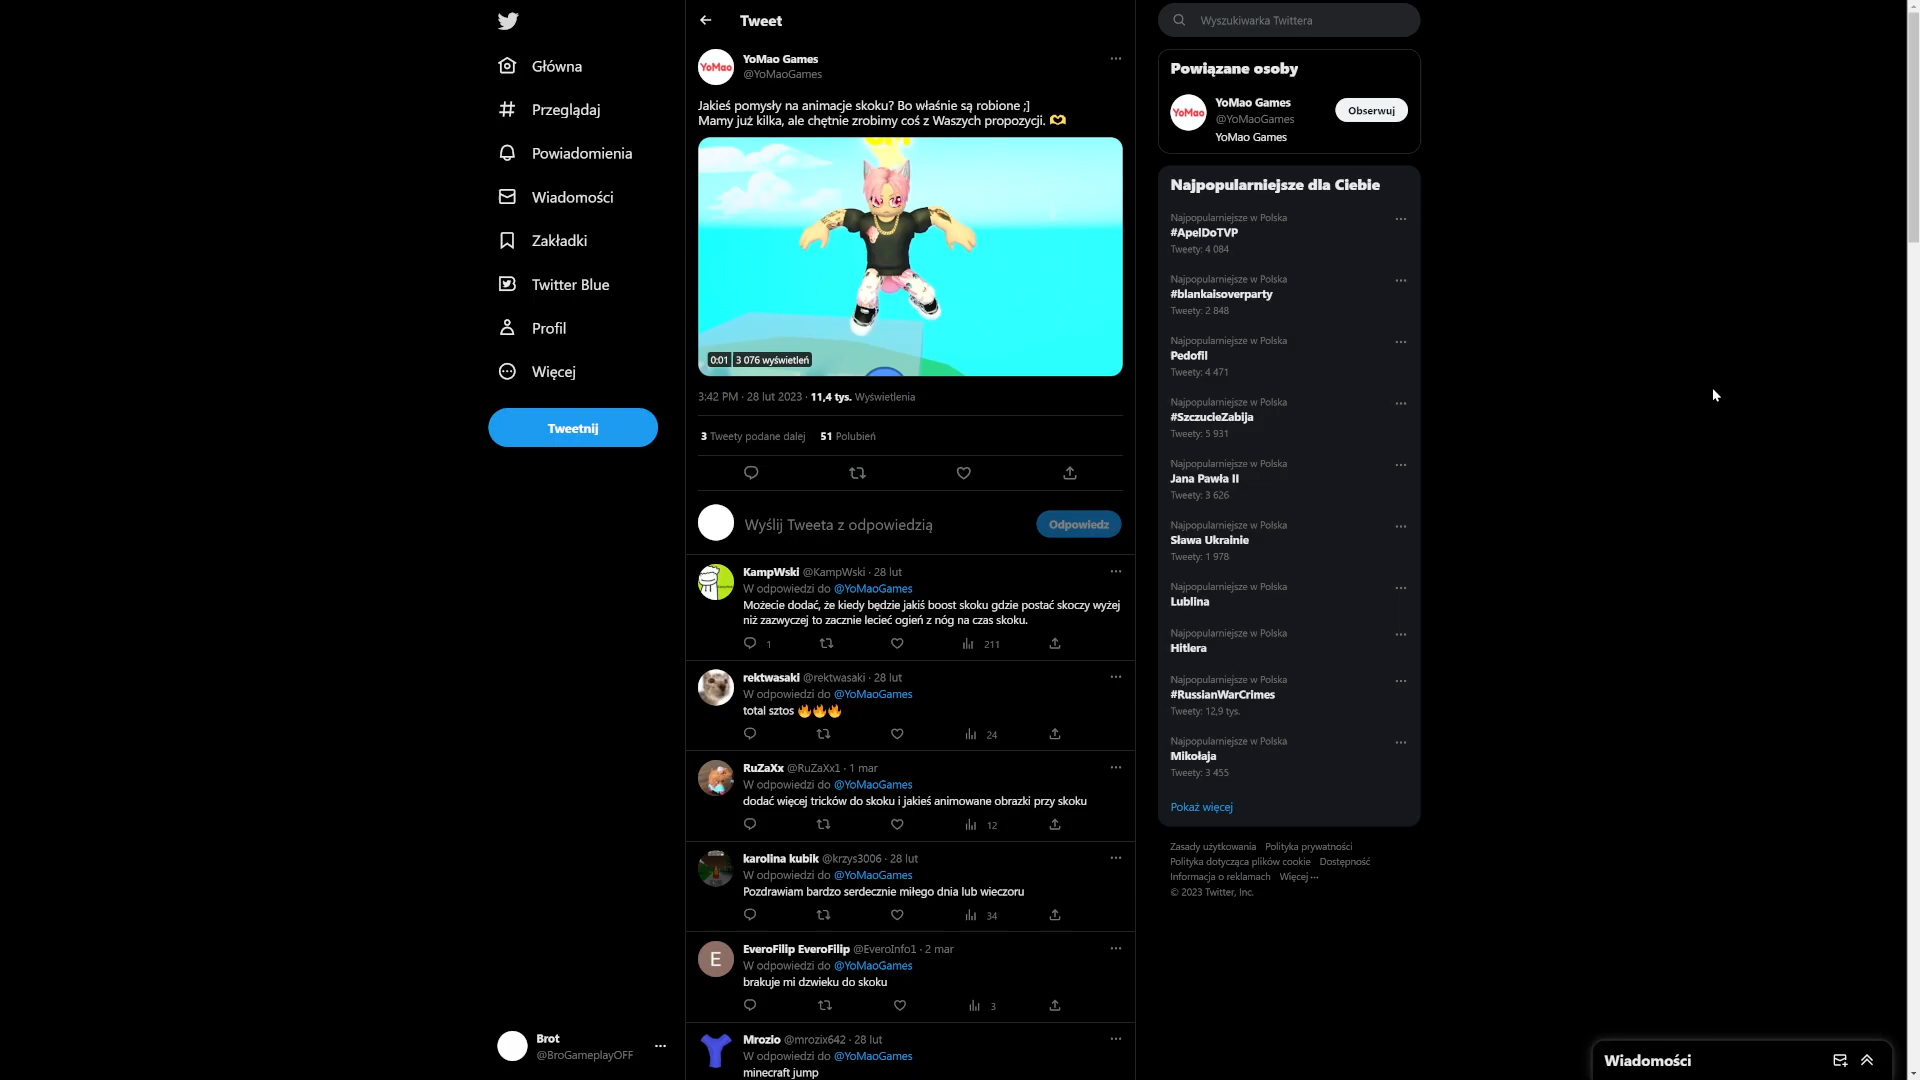 Główna
Przeglądaj
Powiadomienia
Wiadomości
Zakładki
Twitter Blue
Profil
Więcej
Tweetnij
Brot
@BroGameplayOFF
Tweet
YoMao
YoMao Games
@YoMaoGames
Jakieś pomysły na animacje skoku? Bo właśnie są robione ;]
Mamy już kilka, ale chętnie zrobimy coś z Waszych propozycji. 🫶
0:01 3 076 wyświetleń
3:42 PM · 28 lut 2023 · 11,4 tys. Wyświetlenia
3 Tweety podane dalej 51 Polubień
Wyślij Tweeta z odpowiedzią
Odpowiedz
KampWski @KampWski · 28 lut
W odpowiedzi do @YoMaoGames
Możecie dodać, że kiedy będzie jakiś boost skoku gdzie postać skoczy wyżej
niż zazwyczej to zacznie lecieć ogień z nóg na czas skoku.
1 211
rektwasaki @rektwasaki · 28 lut
W odpowiedzi do @YoMaoGames
total sztos 🔥🔥🔥
24
RuZaXx @RuZaXx1 · 1 mar
W odpowiedzi do @YoMaoGames
dodać więcej tricków do skoku i jakieś animowane obrazki przy skoku
12
karolina kubik @krzys3006 · 28 lut
W odpowiedzi do @YoMaoGames
Pozdrawiam bardzo serdecznie miłego dnia lub wieczoru
34
E
EveroFilip EveroFilip @EveroInfo1 · 2 mar
W odpowiedzi do @YoMaoGames
brakuje mi dzwieku do skoku
3
Mrozio @mrozix642 · 28 lut
W odpowiedzi do @YoMaoGames
minecraft jump
Wyszukiwarka Twittera
Powiązane osoby
YoMao
YoMao Games
@YoMaoGames
YoMao Games
Obserwuj
Najpopularniejsze dla Ciebie
Najpopularniejsze w Polska
#ApelDoTVP
Tweety: 4 084
Najpopularniejsze w Polska
#blankaisoverparty
Tweety: 2 848
Najpopularniejsze w Polska
Pedofil
Tweety: 4 471
Najpopularniejsze w Polska
#SzczucieZabija
Tweety: 5 931
Najpopularniejsze w Polska
Jana Pawła II
Tweety: 3 626
Najpopularniejsze w Polska
Sława Ukrainie
Tweety: 1 978
Najpopularniejsze w Polska
Lublina
Najpopularniejsze w Polska
Hitlera
Najpopularniejsze w Polska
#RussianWarCrimes
Tweety: 12,9 tys.
Najpopularniejsze w Polska
Mikołaja
Tweety: 3 455
Pokaż więcej
Zasady użytkowania Polityka prywatności
Polityka dotycząca plików cookie Dostępność
Informacja o reklamach Więcej ···
© 2023 Twitter, Inc.
Wiadomości